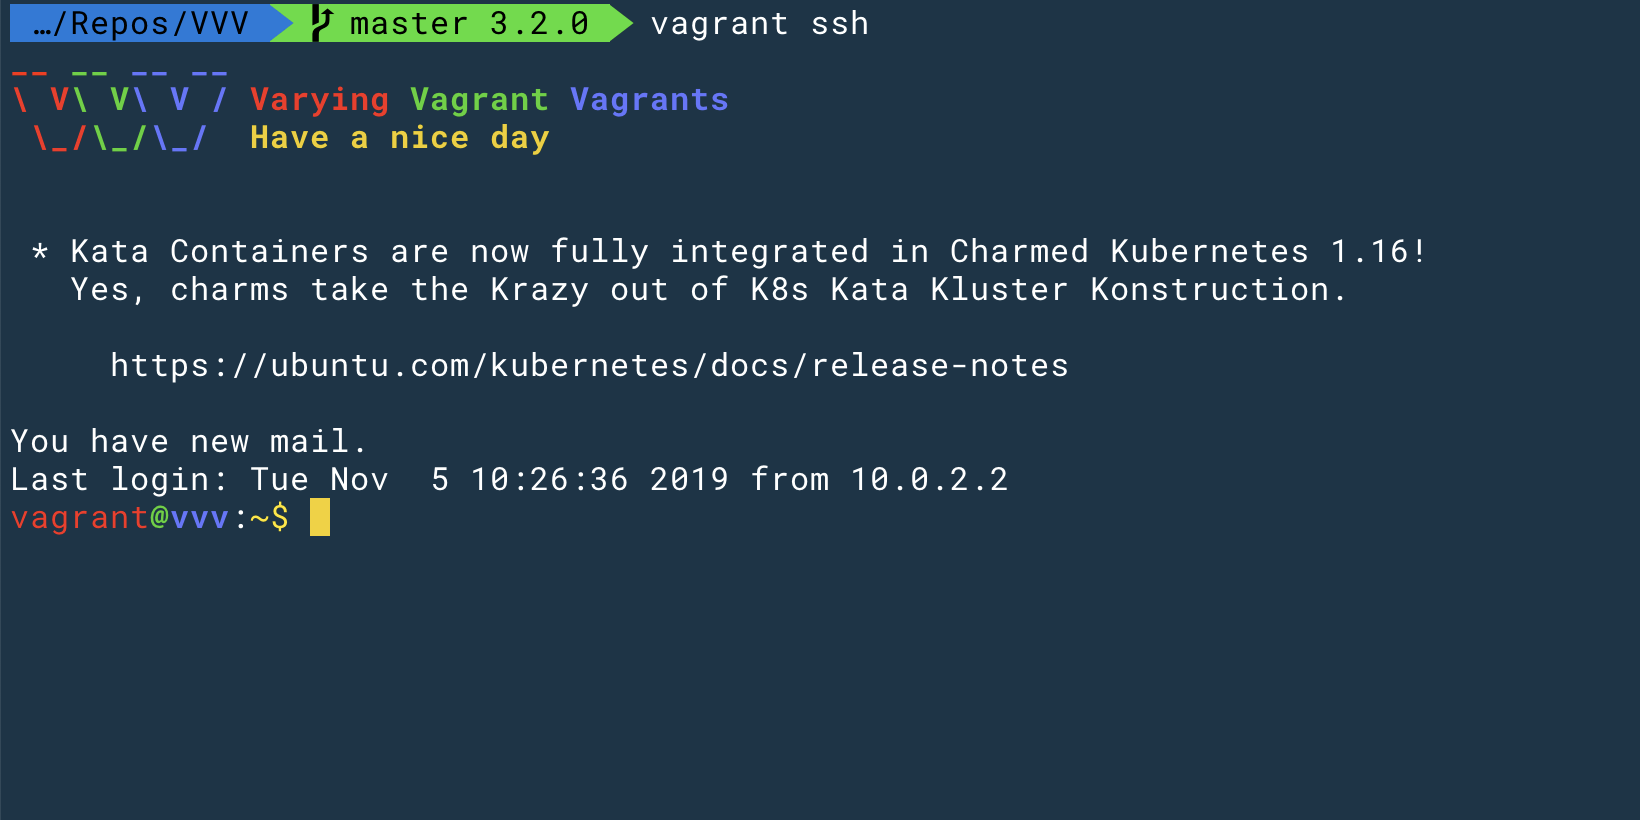 …/Repos/VVV master 3.2.0 vagrant ssh
__ __ __ __
\ V\ V\ V / Varying Vagrant Vagrants
\_/\_/\_/ Have a nice day
* Kata Containers are now fully integrated in Charmed Kubernetes 1.16!
Yes, charms take the Krazy out of K8s Kata Kluster Konstruction.
https://ubuntu.com/kubernetes/docs/release-notes
You have new mail.
Last login: Tue Nov  5 10:26:36 2019 from 10.0.2.2
vagrant@vvv:~$